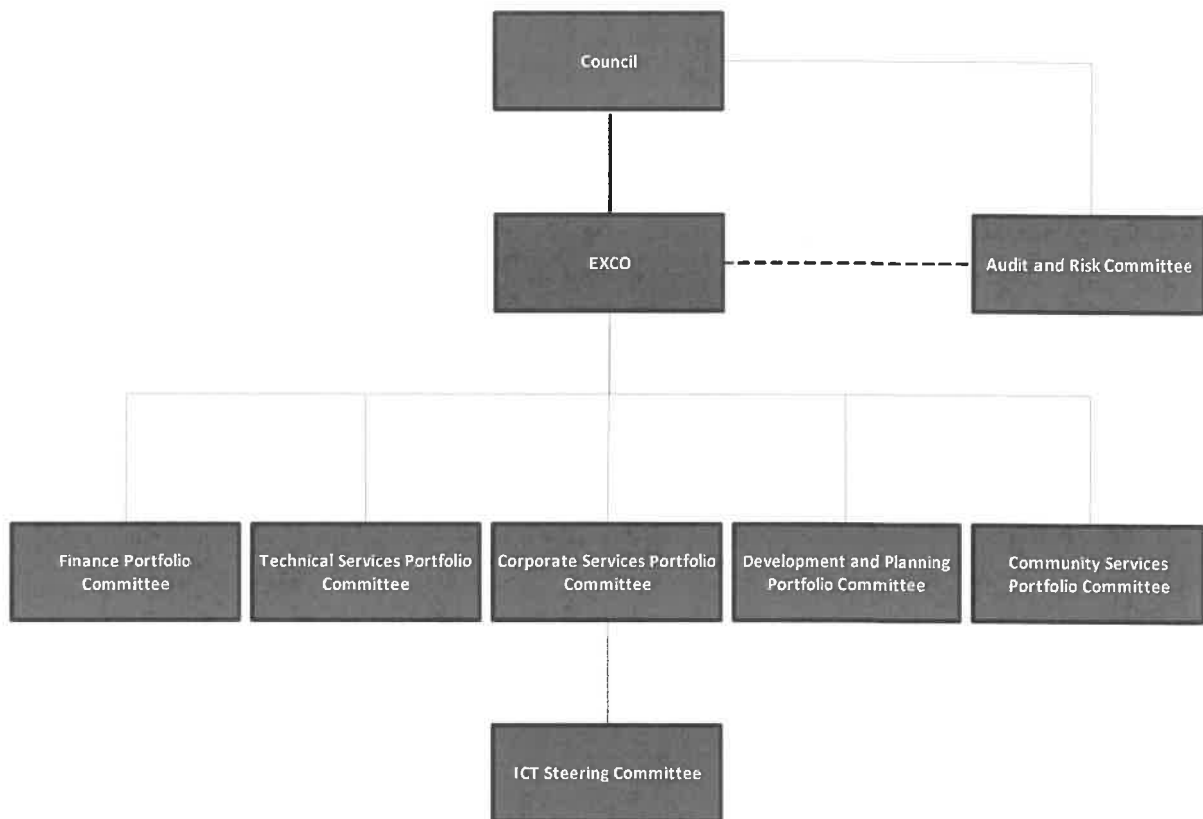 Council
EXCO
Audit and Risk Committee
Finance Portfolio
Committee
Technical Services Portfolio
Committee
Corporate Services Portfolio
Committee
Development and Planning
Portfolio Committee
Community Services
Portfolio Committee
ICT Steering Committee